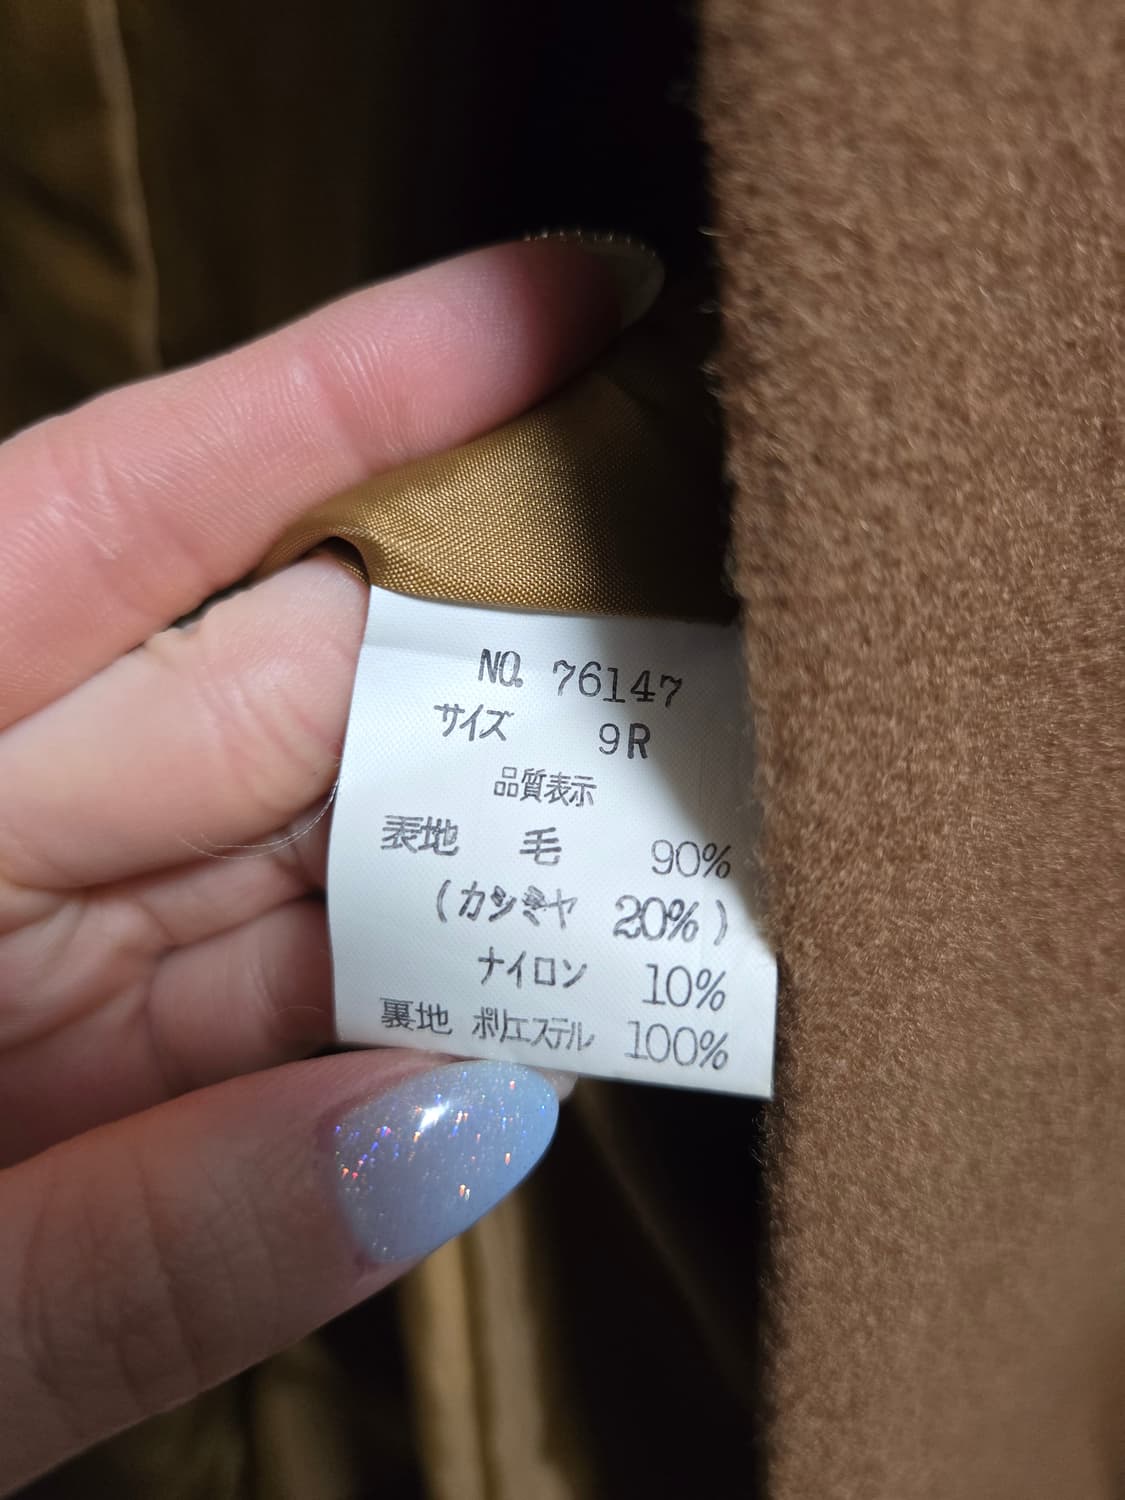 NO. 76147
サイズ 9R
品質表示
表地 毛 90%
(カシミヤ 20%)
ナイロン 10%
裏地 ポリエステル 100%